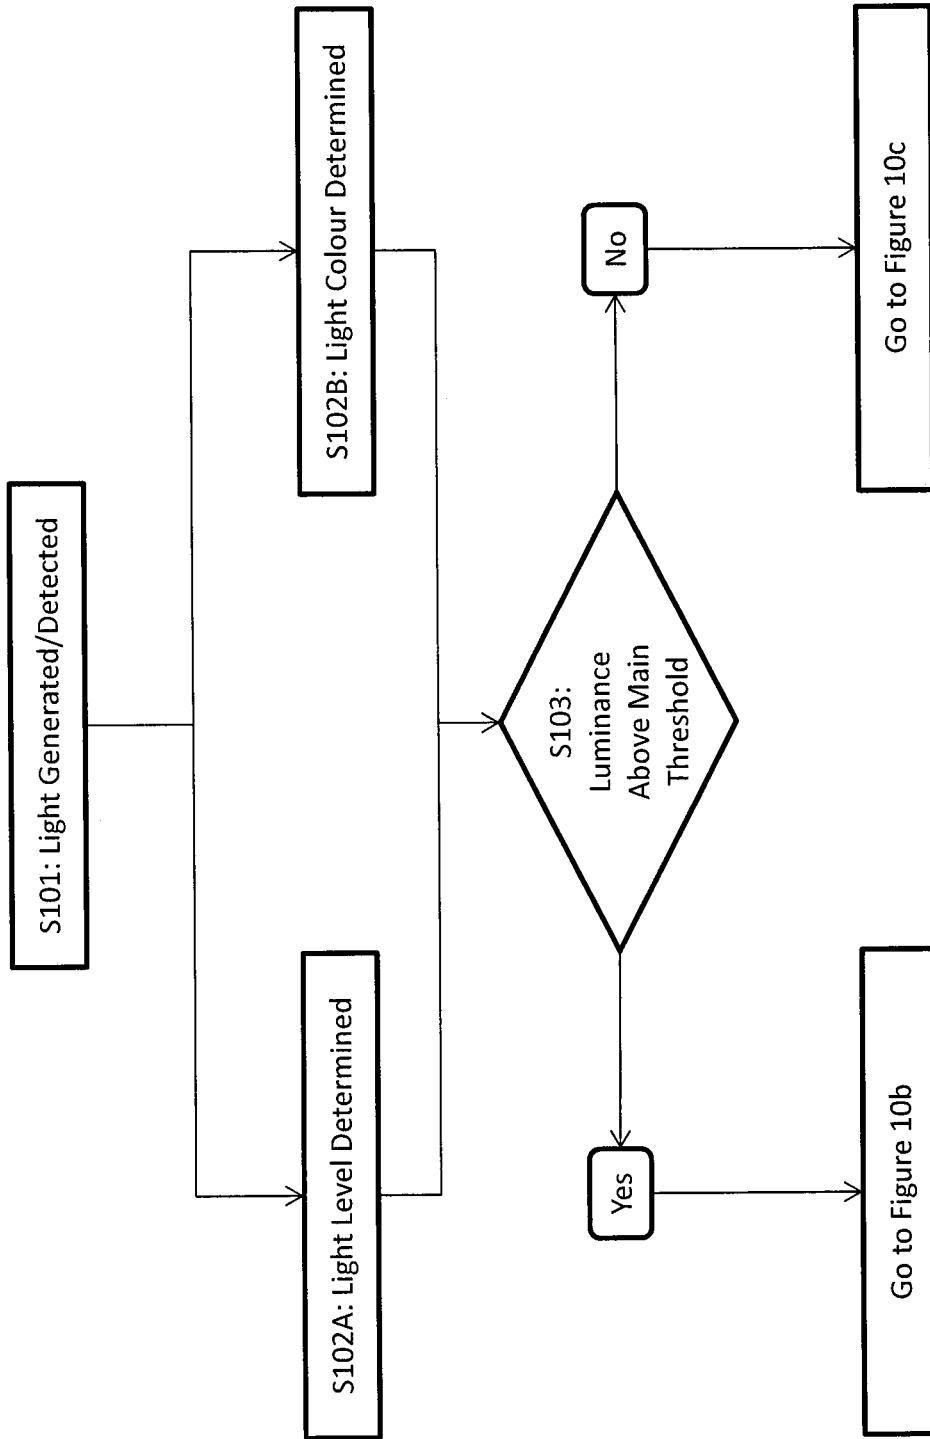 S101: Light Generated/Detected
S102A: Light Level Determined
S102B: Light Colour Determined
S103:
Luminance
Above Main
Threshold
Yes
No
Go to Figure 10b
Go to Figure 10c